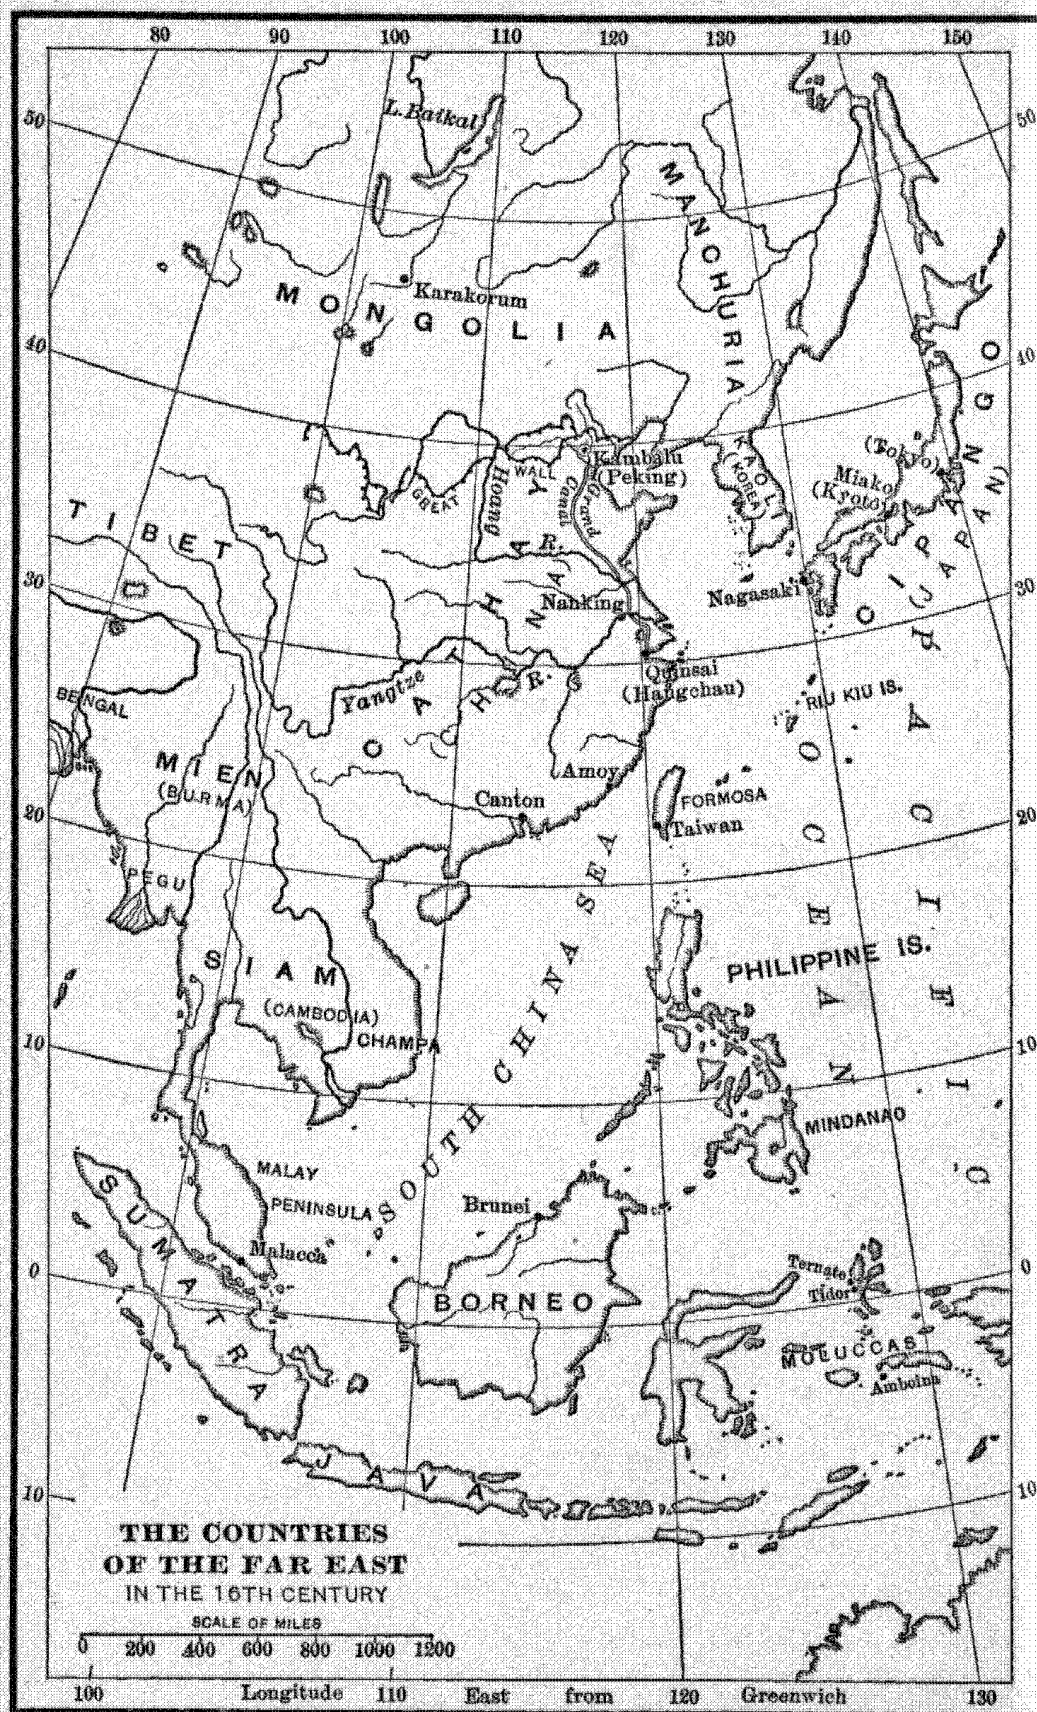 80 90 100 110 120 130 140 150
L. Baikal
50 50
MANCHURIA
Karakorum
MONGOLIA
40 40
CIPANGO
(JAPAN)
(Tokyo)
Miako
(Kyoto)
Kambalu
(Peking)
WALL
GREAT
Hoang
R.
Grand
Canal
KAOLI
(KOREA)
TIBET
CATHAY
CHINA
30 30
Nanking
Nagasaki
Quinsai
(Hangchau)
Yangtze R.
RIU KIU IS.
BENGAL
MIEN
(BURMA)
Amoy
Canton
FORMOSA
Taiwan
20 20
PEGU
PACIFIC
OCEAN
SOUTH CHINA SEA
SIAM
(CAMBODIA)
CHAMPA
PHILIPPINE IS.
10 10
MINDANAO
MALAY
PENINSULA
Brunei
Malacca
SUMATRA
0 0
BORNEO
Ternate
Tidor
MOLUCCAS
Amboina
JAVA
10 10
THE COUNTRIES
OF THE FAR EAST
IN THE 16TH CENTURY
SCALE OF MILES
0 200 400 600 800 1000 1200
100 Longitude 110 East from 120 Greenwich 130